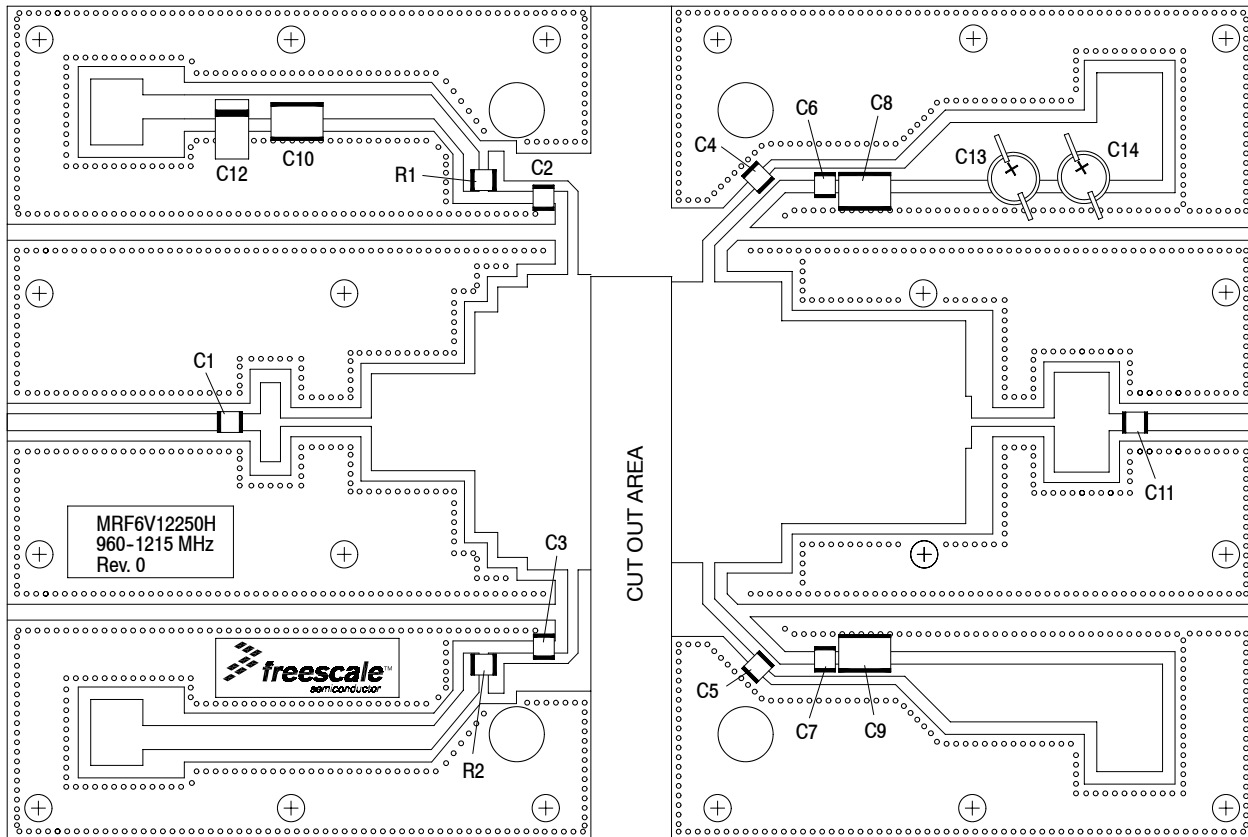 C6 C8
C4
C13 C14
C10
C12
R1
C2
C1
CUT OUT AREA
C11
MRF6V12250H
960-1215 MHz
Rev. 0
C3
freescale™
semiconductor
C5
C7 C9
R2